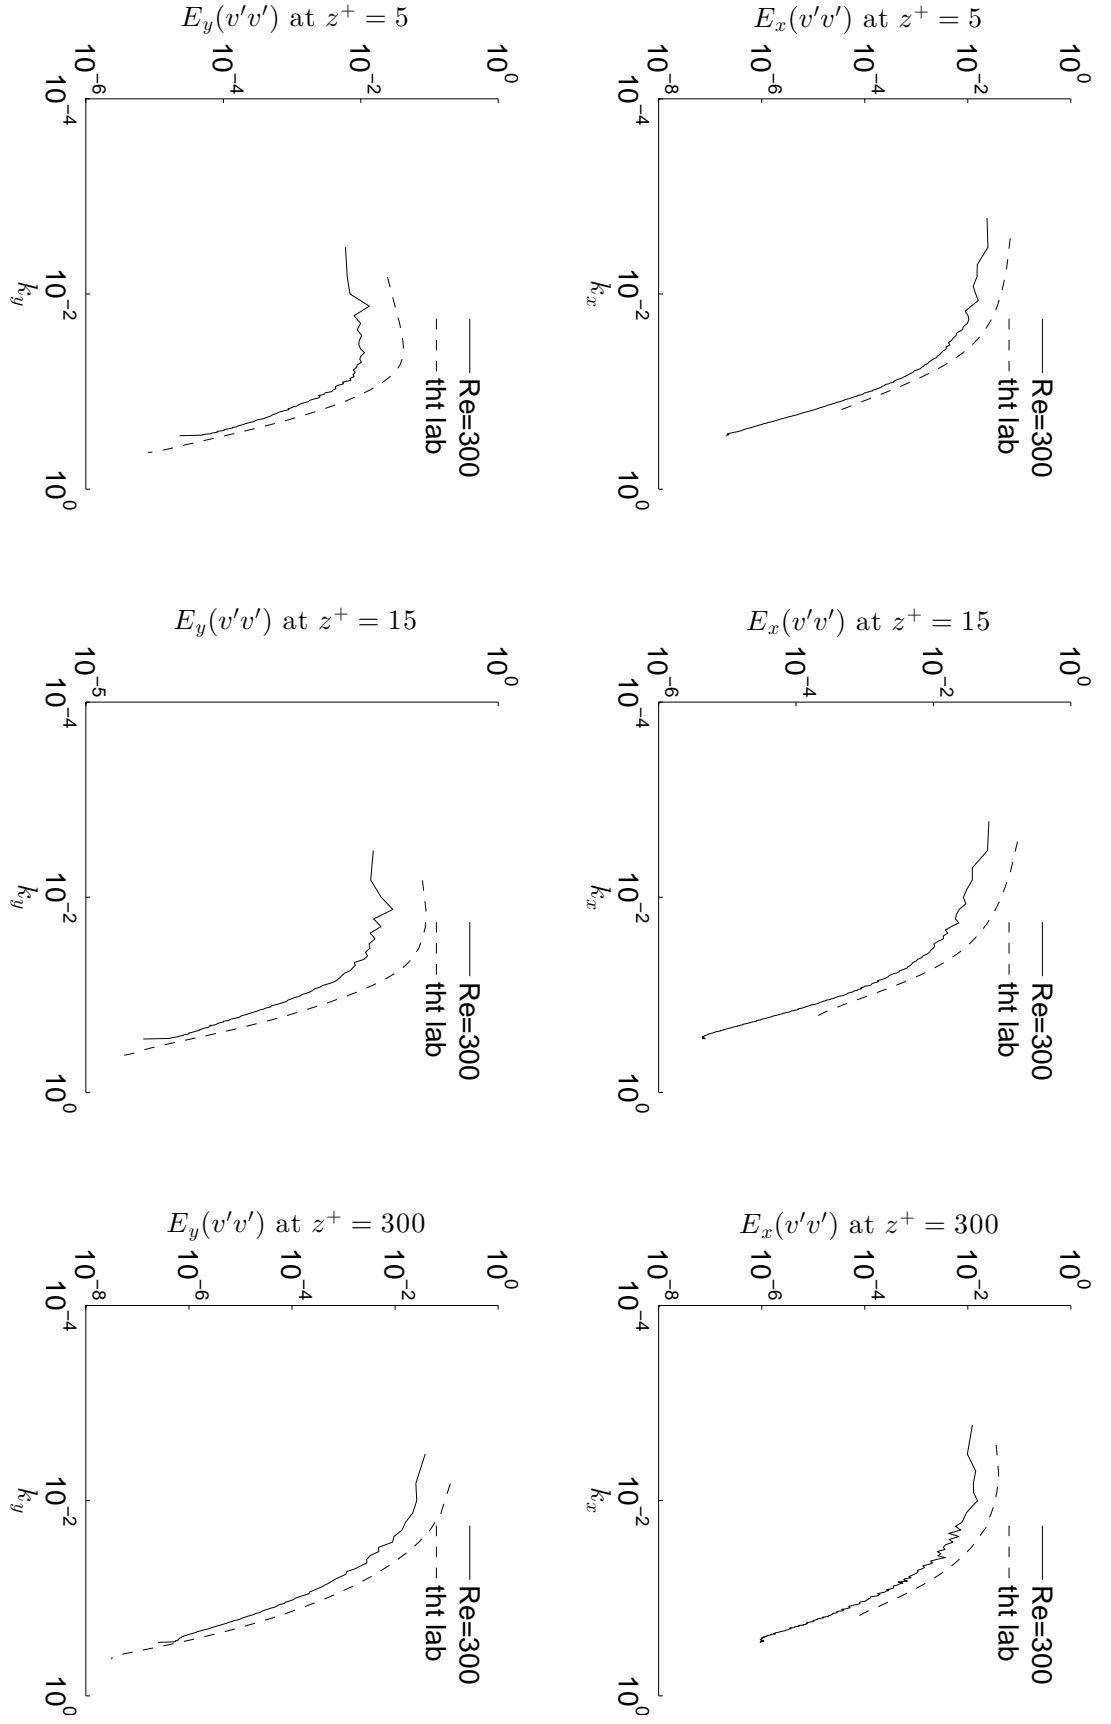 E_x(v'v') at z^+ = 5
10^0
10^−2
10^−4
10^−6
10^−8
10^−4
10^−2
10^0
k_x
Re=300
tht lab
E_x(v'v') at z^+ = 15
10^0
10^−2
10^−4
10^−6
10^−4
10^−2
10^0
k_x
Re=300
tht lab
E_x(v'v') at z^+ = 300
10^0
10^−2
10^−4
10^−6
10^−8
10^−4
10^−2
10^0
k_x
Re=300
tht lab
E_y(v'v') at z^+ = 5
10^0
10^−2
10^−4
10^−6
10^−4
10^−2
10^0
k_y
Re=300
tht lab
E_y(v'v') at z^+ = 15
10^0
10^−5
10^−4
10^−2
10^0
k_y
Re=300
tht lab
E_y(v'v') at z^+ = 300
10^0
10^−2
10^−4
10^−6
10^−8
10^−4
10^−2
10^0
k_y
Re=300
tht lab